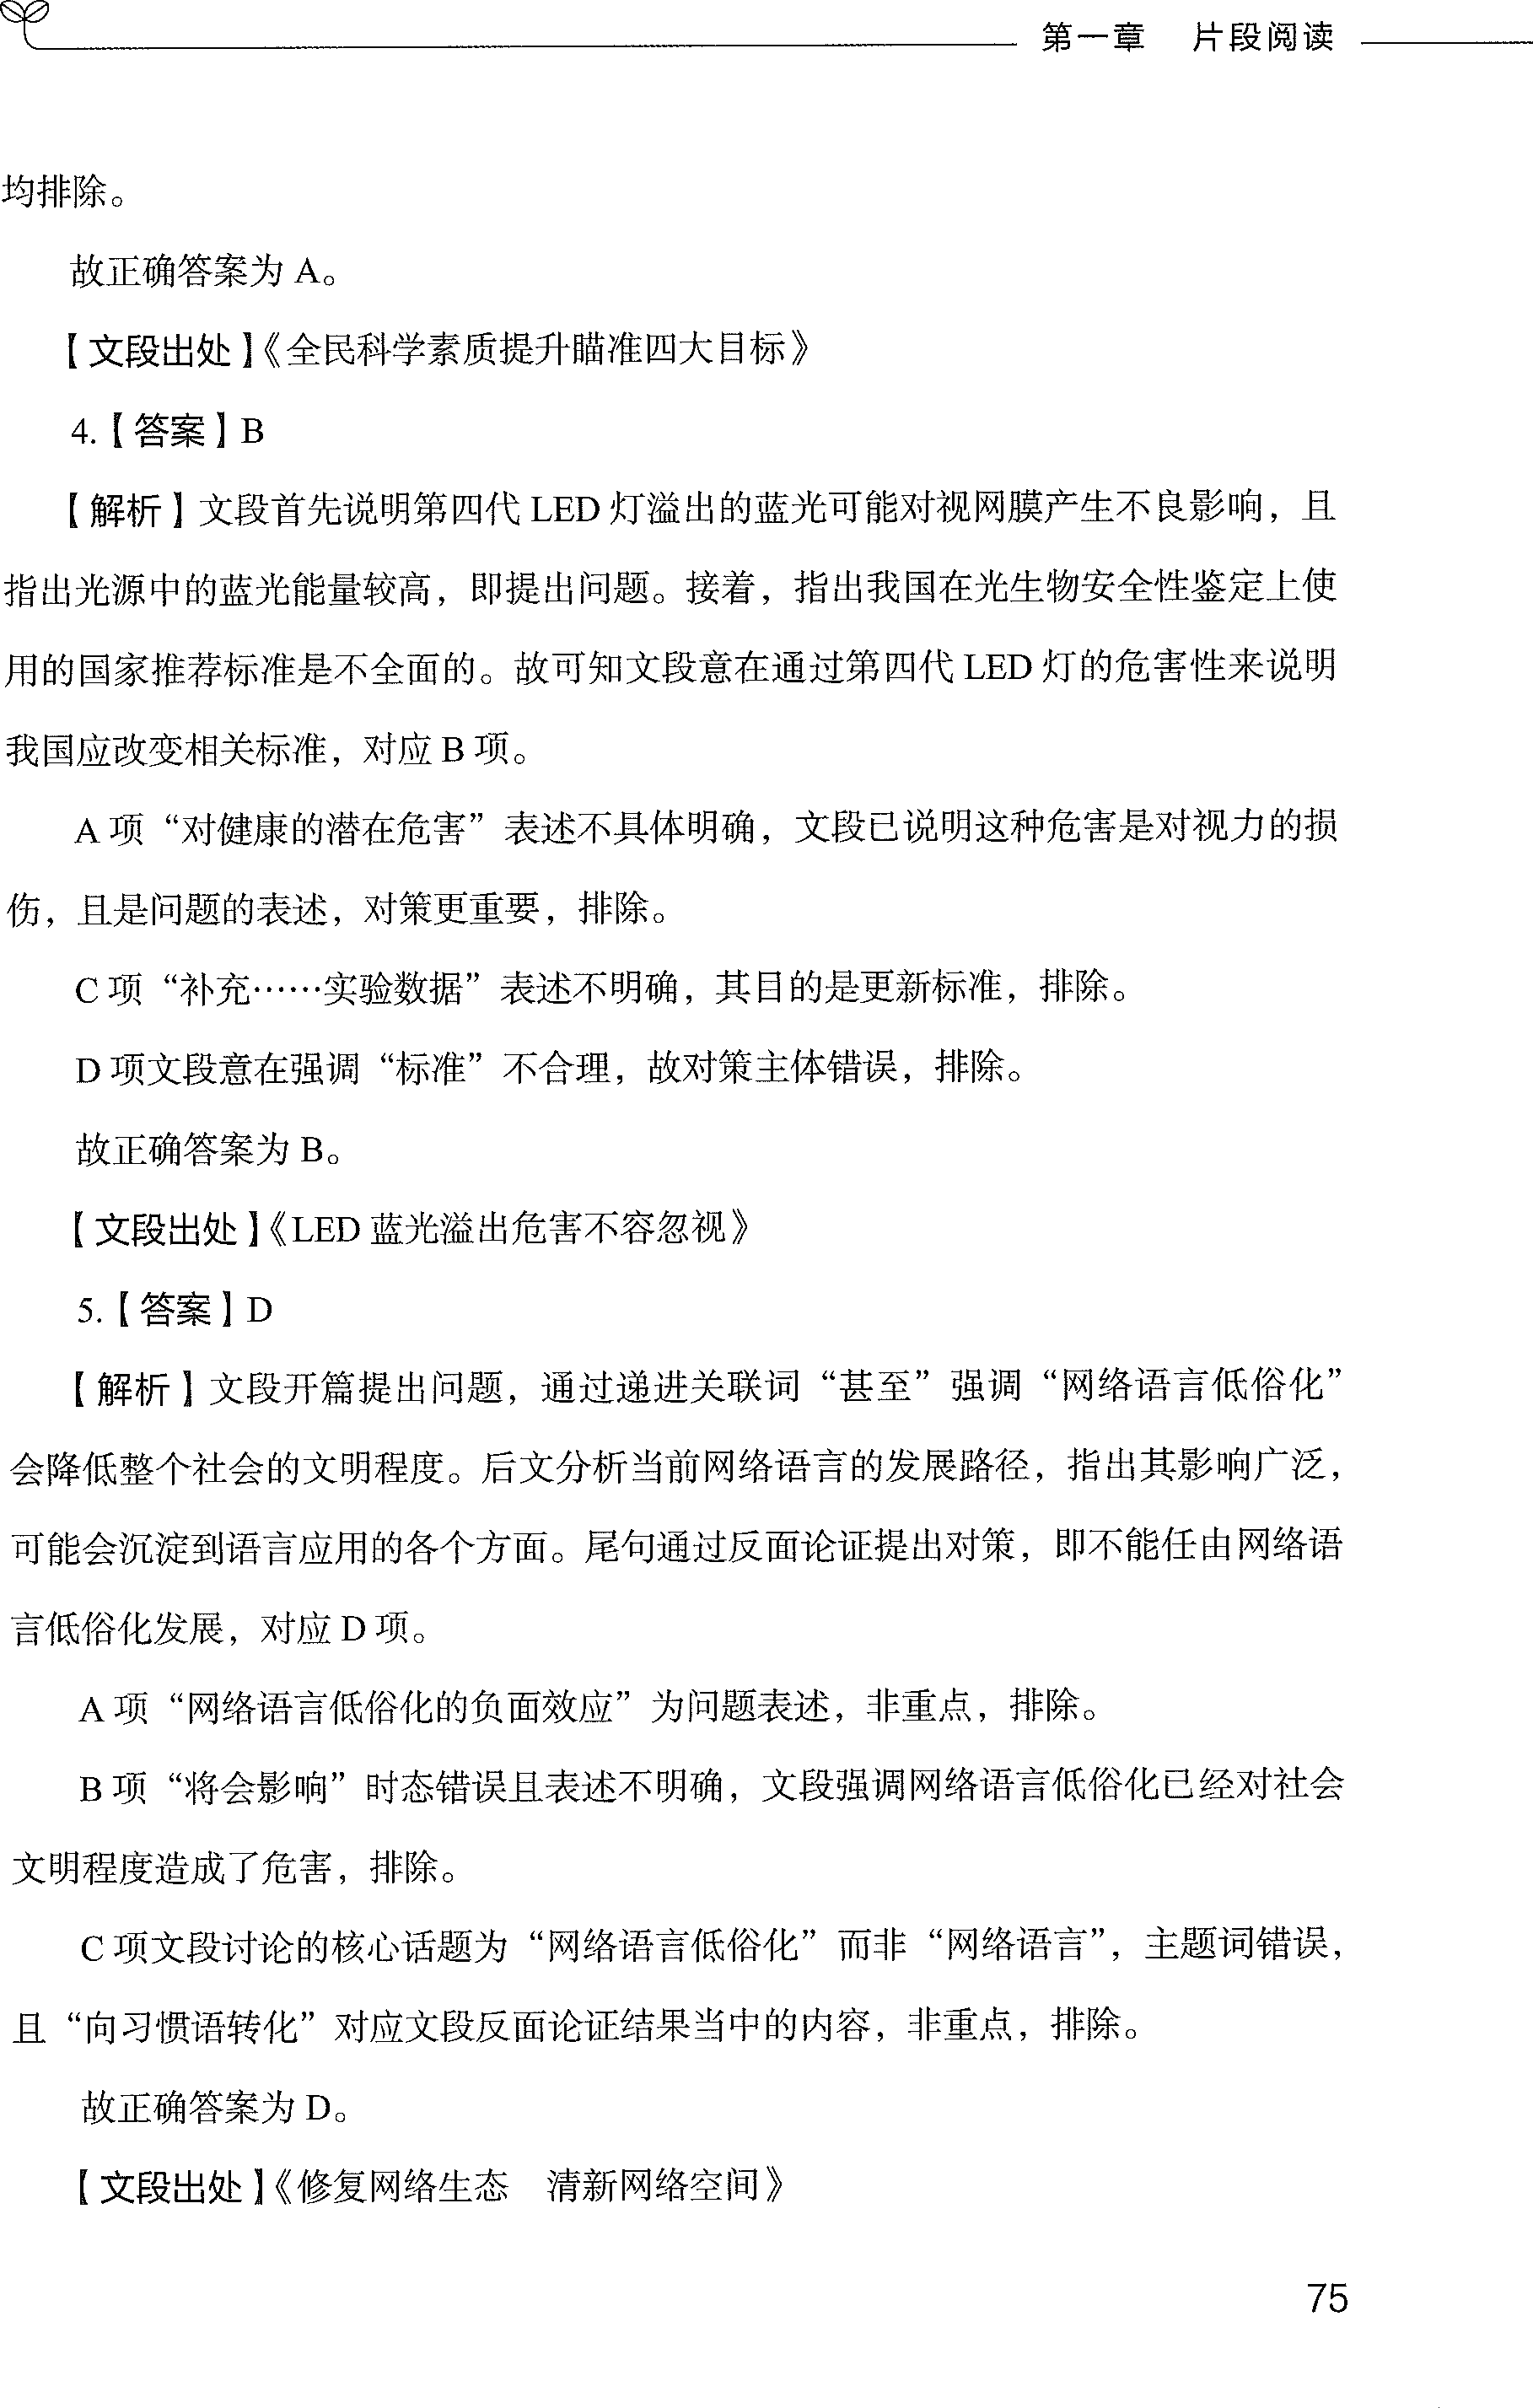 第一章 片段阅读
均排除。
故正确答案为 A。
【文段出处】《全民科学素质提升瞄准四大目标》
4.【答案】B
【解析】文段首先说明第四代 LED 灯溢出的蓝光可能对视网膜产生不良影响，且
指出光源中的蓝光能量较高，即提出问题。接着，指出我国在光生物安全性鉴定上使
用的国家推荐标准是不全面的。故可知文段意在通过第四代 LED 灯的危害性来说明
我国应改变相关标准，对应 B 项。
A 项“对健康的潜在危害”表述不具体明确，文段已说明这种危害是对视力的损
伤，且是问题的表述，对策更重要，排除。
C 项“补充……实验数据”表述不明确，其目的是更新标准，排除。
D 项文段意在强调“标准”不合理，故对策主体错误，排除。
故正确答案为 B。
【文段出处】《LED 蓝光溢出危害不容忽视》
5.【答案】D
【解析】文段开篇提出问题，通过递进关联词“甚至”强调“网络语言低俗化”
会降低整个社会的文明程度。后文分析当前网络语言的发展路径，指出其影响广泛，
可能会沉淀到语言应用的各个方面。尾句通过反面论证提出对策，即不能任由网络语
言低俗化发展，对应 D 项。
A 项“网络语言低俗化的负面效应”为问题表述，非重点，排除。
B 项“将会影响”时态错误且表述不明确，文段强调网络语言低俗化已经对社会
文明程度造成了危害，排除。
C 项文段讨论的核心话题为“网络语言低俗化”而非“网络语言”，主题词错误，
且“向习惯语转化”对应文段反面论证结果当中的内容，非重点，排除。
故正确答案为 D。
【文段出处】《修复网络生态 清新网络空间》
75